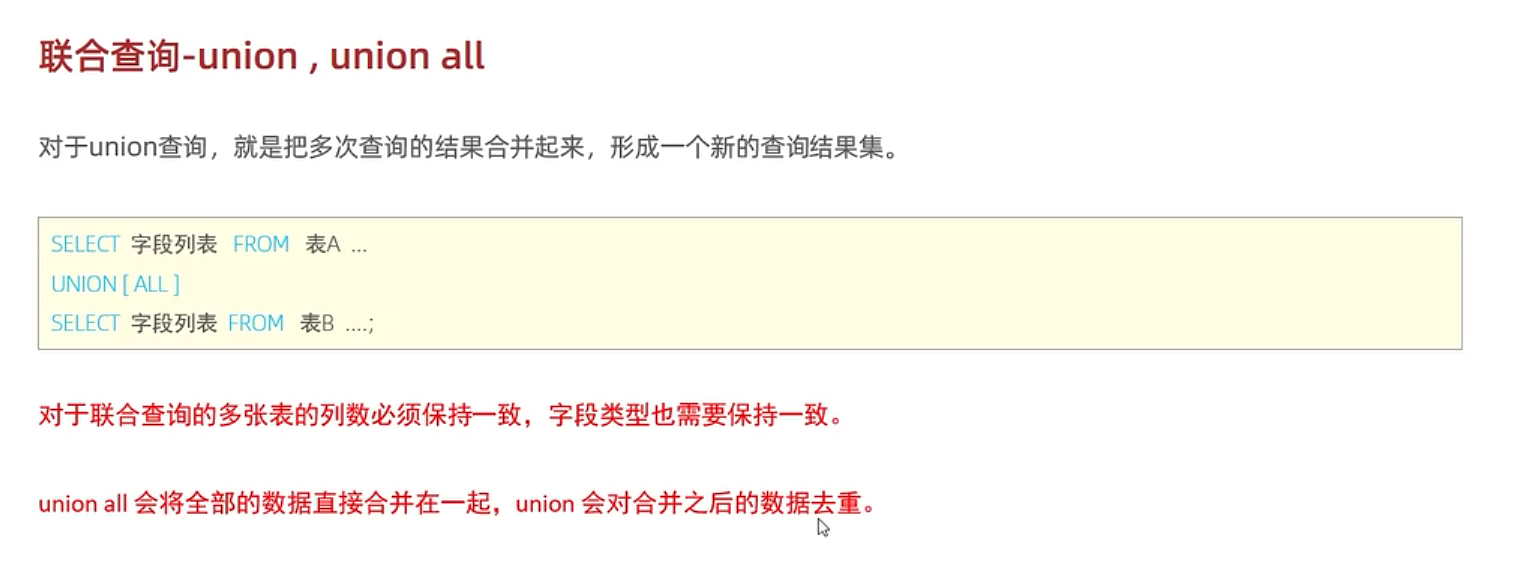 联合查询-union , union all
对于union查询，就是把多次查询的结果合并起来，形成一个新的查询结果集。
SELECT 字段列表 FROM 表A ...
UNION [ ALL ]
SELECT 字段列表 FROM 表B ....;
对于联合查询的多张表的列数必须保持一致，字段类型也需要保持一致。
union all 会将全部的数据直接合并在一起，union 会对合并之后的数据去重。